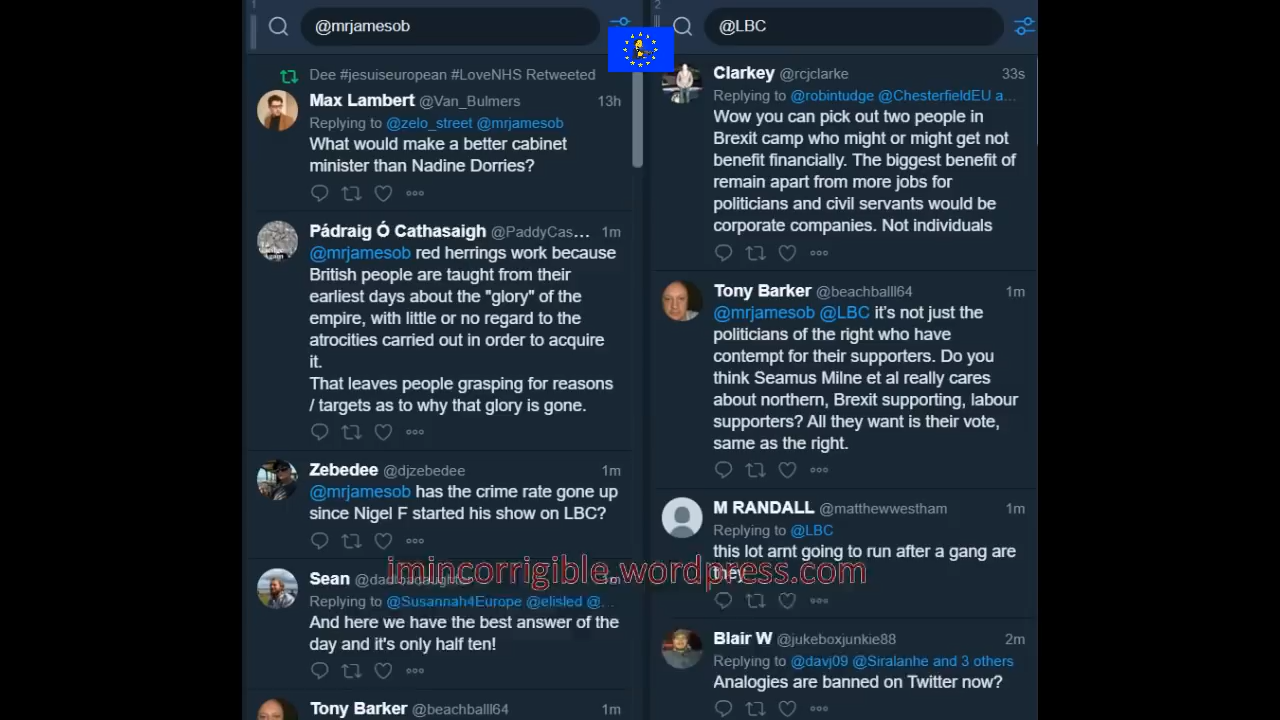 1
@mrjamesob
Dee #jesuiseuropean #LoveNHS Retweeted
Max Lambert @Van_Bulmers 13h
Replying to @zelo_street @mrjamesob
What would make a better cabinet
minister than Nadine Dorries?
Pádraig Ó Cathasaigh @PaddyCas... 1m
@mrjamesob red herrings work because
British people are taught from their
earliest days about the "glory" of the
empire, with little or no regard to the
atrocities carried out in order to acquire
it.
That leaves people grasping for reasons
/ targets as to why that glory is gone.
Zebedee @djzebedee 1m
@mrjamesob has the crime rate gone up
since Nigel F started his show on LBC?
Sean 1m
Replying to @Susannah4Europe @elisled @...
And here we have the best answer of the
day and it's only half ten!
Tony Barker @beachballl64 1m
2
@LBC
Clarkey @rcjclarke 33s
Replying to @robintudge @ChesterfieldEU a...
Wow you can pick out two people in
Brexit camp who might or might get not
benefit financially. The biggest benefit of
remain apart from more jobs for
politicians and civil servants would be
corporate companies. Not individuals
Tony Barker @beachballl64 1m
@mrjamesob @LBC it's not just the
politicians of the right who have
contempt for their supporters. Do you
think Seamus Milne et al really cares
about northern, Brexit supporting, labour
supporters? All they want is their vote,
same as the right.
M RANDALL @matthewwestham 1m
Replying to @LBC
this lot arnt going to run after a gang are
they
Blair W @jukeboxjunkie88 2m
Replying to @davj09 @Siralanhe and 3 others
Analogies are banned on Twitter now?
imincorrigible.wordpress.com